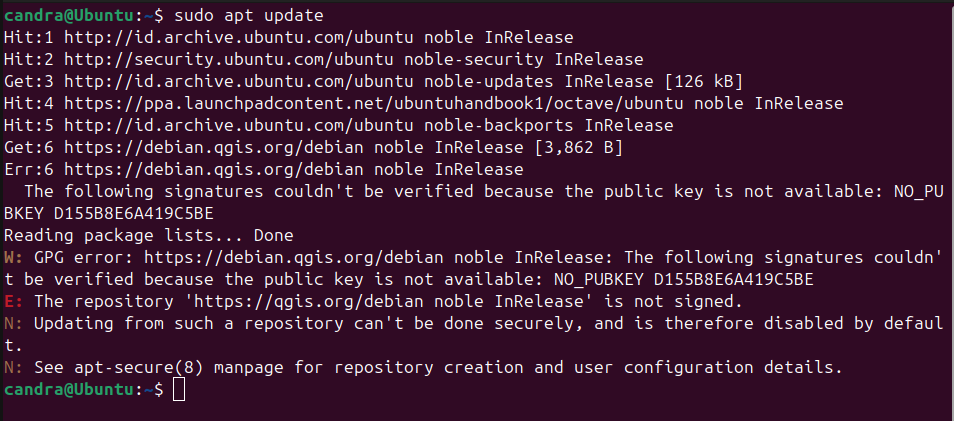 candra@Ubuntu:~$ sudo apt update
Hit:1 http://id.archive.ubuntu.com/ubuntu noble InRelease
Hit:2 http://security.ubuntu.com/ubuntu noble-security InRelease
Get:3 http://id.archive.ubuntu.com/ubuntu noble-updates InRelease [126 kB]
Hit:4 https://ppa.launchpadcontent.net/ubuntuhandbook1/octave/ubuntu noble InRelease
Hit:5 http://id.archive.ubuntu.com/ubuntu noble-backports InRelease
Get:6 https://debian.qgis.org/debian noble InRelease [3,862 B]
Err:6 https://debian.qgis.org/debian noble InRelease
  The following signatures couldn't be verified because the public key is not available: NO_PU
BKEY D155B8E6A419C5BE
Reading package lists... Done
W: GPG error: https://debian.qgis.org/debian noble InRelease: The following signatures couldn'
t be verified because the public key is not available: NO_PUBKEY D155B8E6A419C5BE
E: The repository 'https://qgis.org/debian noble InRelease' is not signed.
N: Updating from such a repository can't be done securely, and is therefore disabled by defaul
t.
N: See apt-secure(8) manpage for repository creation and user configuration details.
candra@Ubuntu:~$